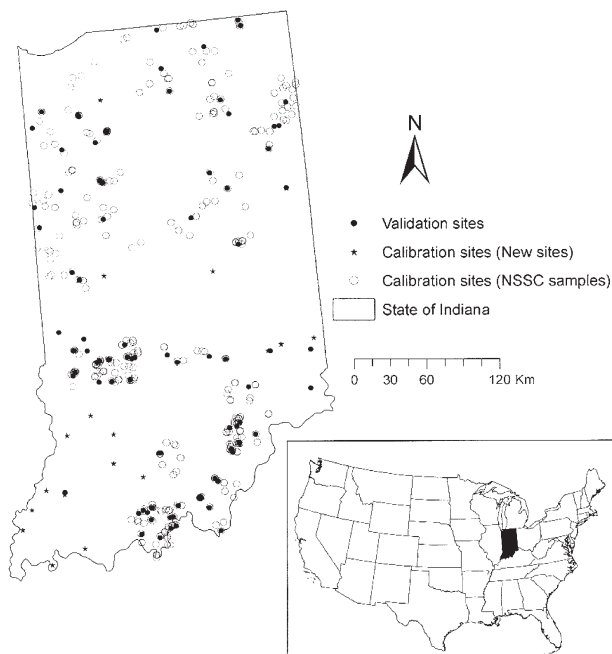 N
Validation sites
Calibration sites (New sites)
Calibration sites (NSSC samples)
State of Indiana
0 30 60 120 Km